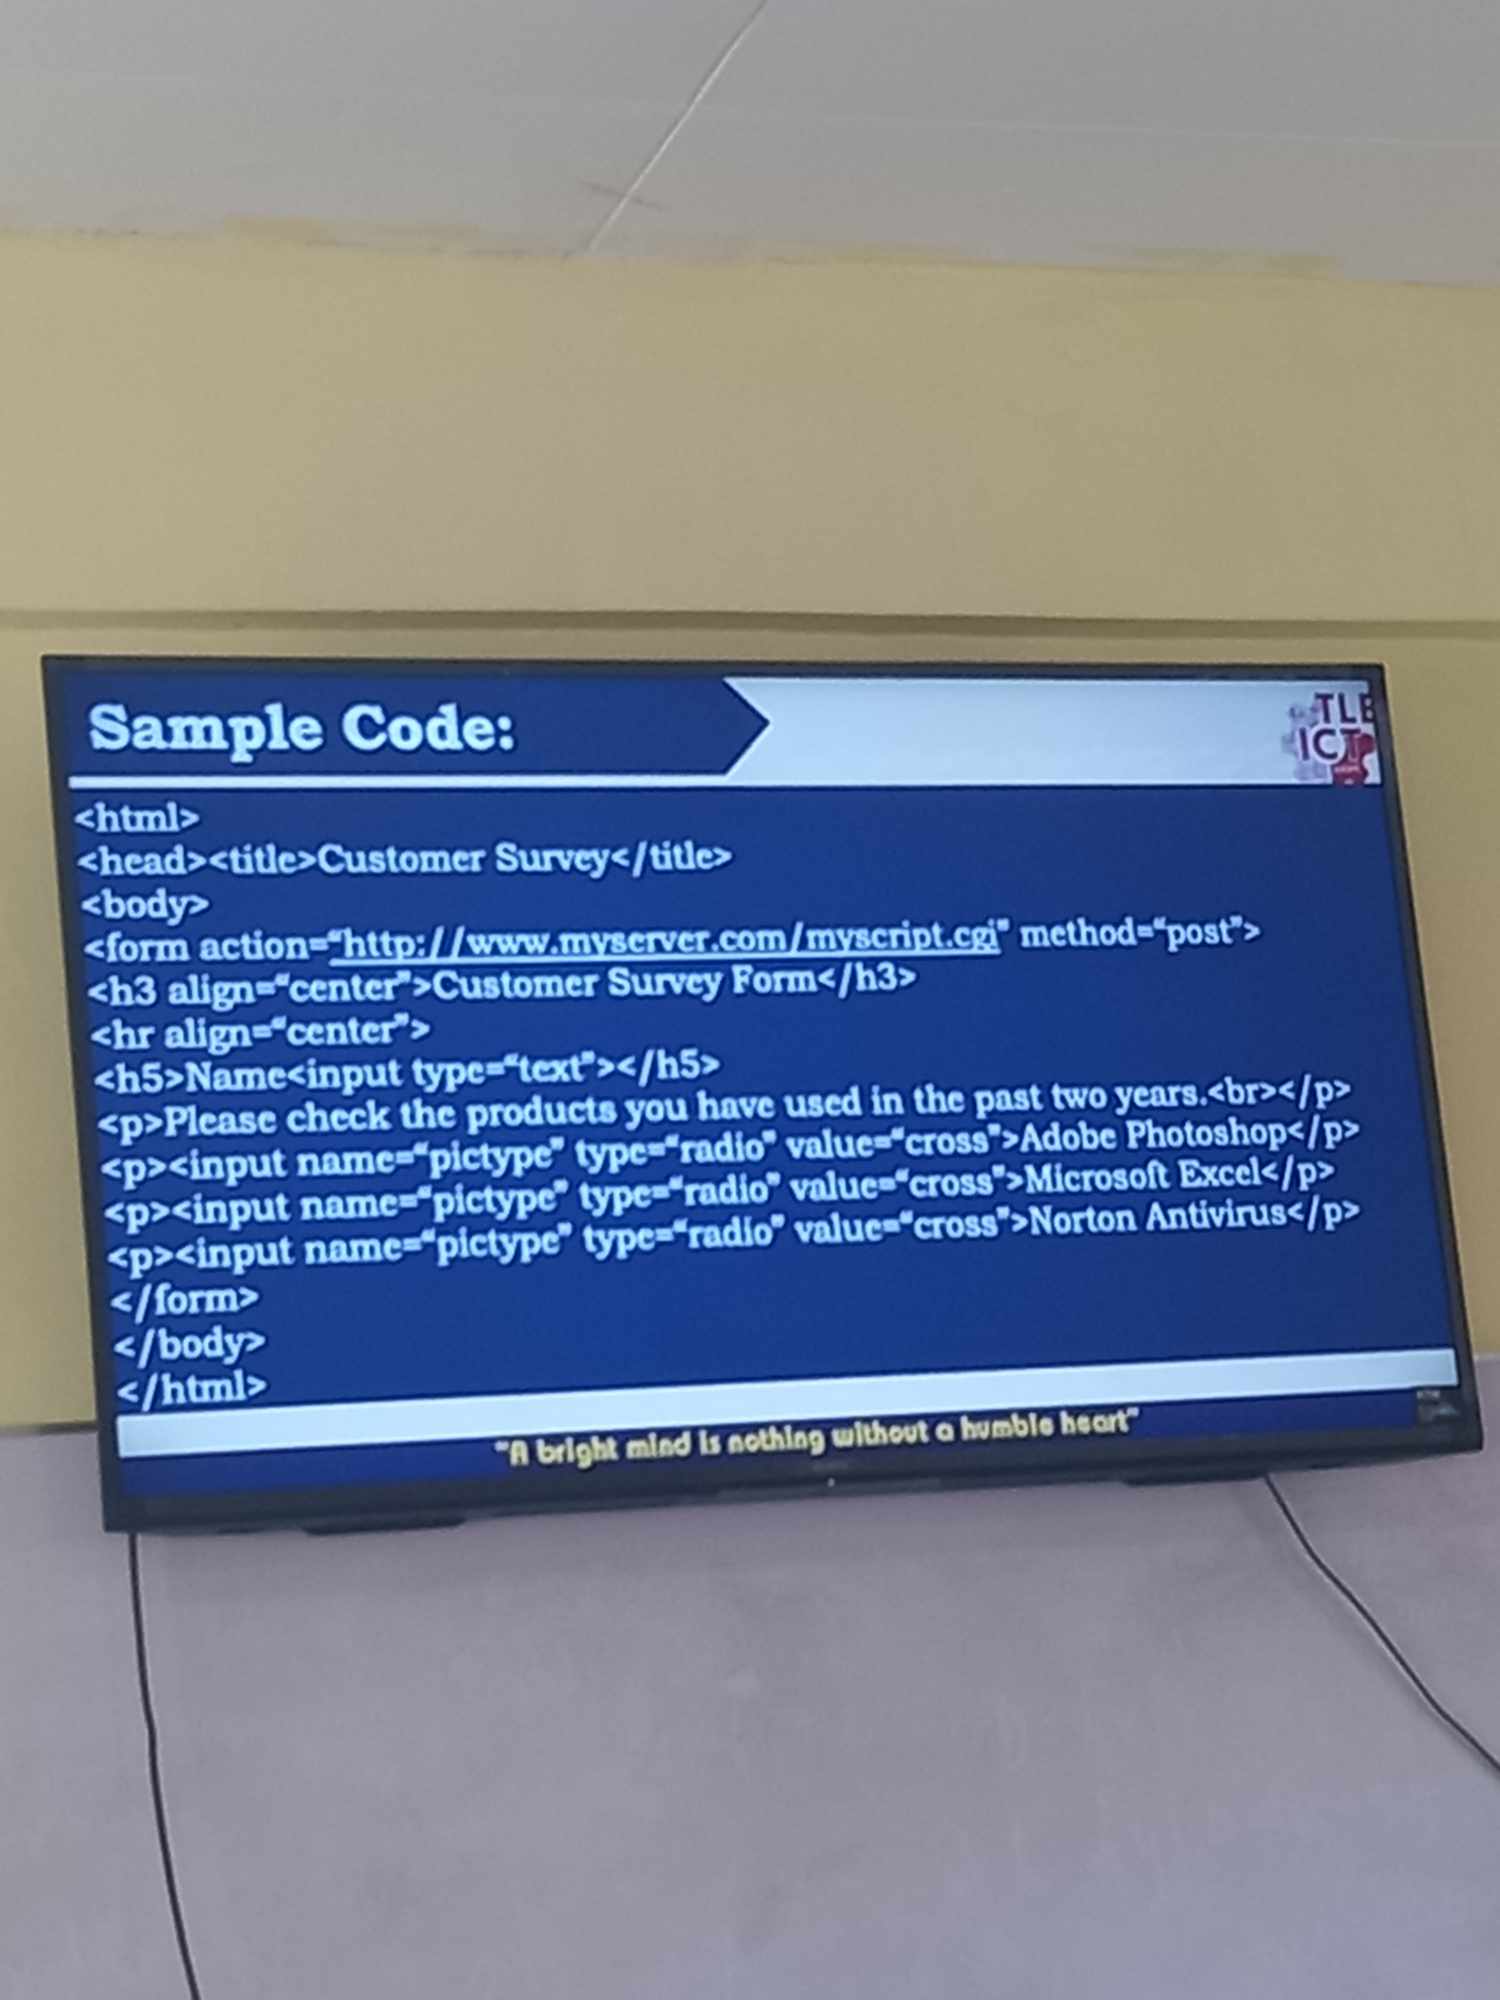 Sample Code:
TLE
ICT
<html>
<head><title>Customer Survey</title>
<body>
<form action=“http://www.myserver.com/myscript.cgi” method=“post”>
<h3 align=“center”>Customer Survey Form</h3>
<hr align=“center”>
<h5>Name<input type=“text”></h5>
<p>Please check the products you have used in the past two years.<br></p>
<p><input name=“pictype” type=“radio” value=“cross”>Adobe Photoshop</p>
<p><input name=“pictype” type=“radio” value=“cross”>Microsoft Excel</p>
<p><input name=“pictype” type=“radio” value=“cross”>Norton Antivirus</p>
</form>
</body>
</html>
"A bright mind is nothing without a humble heart"